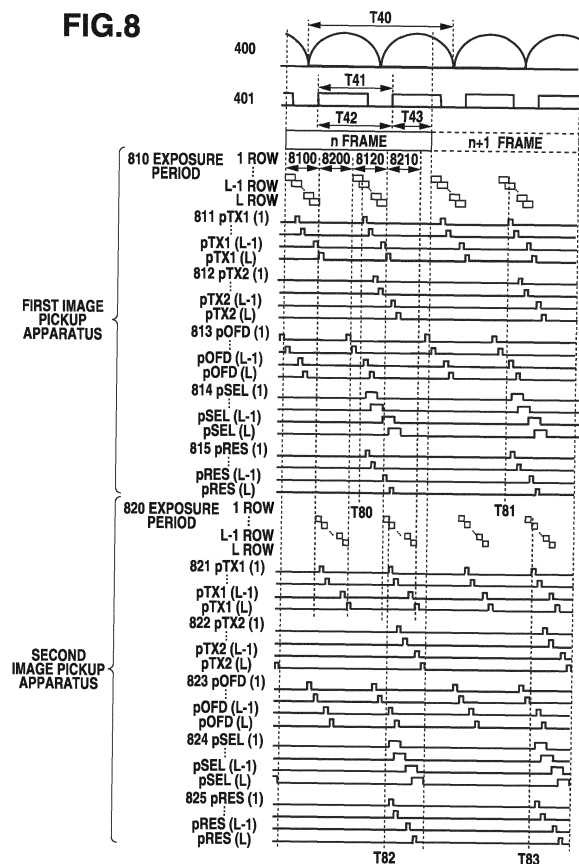 FIG.8
T40
400
T41
401
T42 T43
n FRAME n+1 FRAME
810 EXPOSURE PERIOD 1 ROW 8100 8200 8120 8210
L-1 ROW
L ROW
811 pTX1 (1)
pTX1 (L-1)
pTX1 (L)
812 pTX2 (1)
pTX2 (L-1)
pTX2 (L)
FIRST IMAGE PICKUP APPARATUS
813 pOFD (1)
pOFD (L-1)
pOFD (L)
814 pSEL (1)
pSEL (L-1)
pSEL (L)
815 pRES (1)
pRES (L-1)
pRES (L)
820 EXPOSURE PERIOD 1 ROW T80 T81
L-1 ROW
L ROW
821 pTX1 (1)
pTX1 (L-1)
pTX1 (L)
822 pTX2 (1)
pTX2 (L-1)
pTX2 (L)
SECOND IMAGE PICKUP APPARATUS
823 pOFD (1)
pOFD (L-1)
pOFD (L)
824 pSEL (1)
pSEL (L-1)
pSEL (L)
825 pRES (1)
pRES (L-1)
pRES (L)
T82 T83